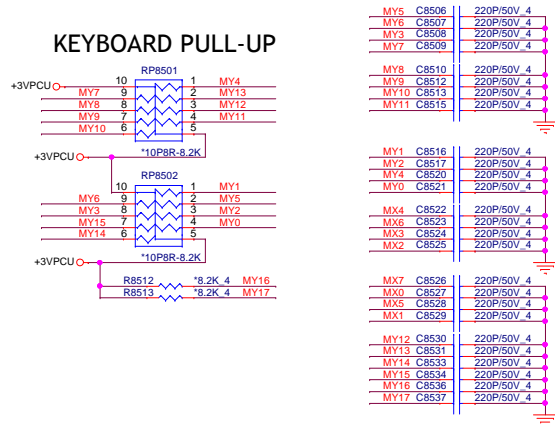 KEYBOARD PULL-UP
RP8501
+3VPCU 10 1 MY4
MY7 9 2 MY13
MY8 8 3 MY12
MY9 7 4 MY11
MY10 6 5
+3VPCU *10P8R-8.2K
RP8502
10 1 MY1
MY6 9 2 MY5
MY3 8 3 MY2
MY15 7 4 MY0
MY14 6 5
+3VPCU *10P8R-8.2K
R8512 *8.2K_4 MY16
R8513 *8.2K_4 MY17
MY5 C8506 220P/50V_4
MY6 C8507 220P/50V_4
MY3 C8508 220P/50V_4
MY7 C8509 220P/50V_4
MY8 C8510 220P/50V_4
MY9 C8512 220P/50V_4
MY10 C8513 220P/50V_4
MY11 C8515 220P/50V_4
MY1 C8516 220P/50V_4
MY2 C8517 220P/50V_4
MY4 C8520 220P/50V_4
MY0 C8521 220P/50V_4
MX4 C8522 220P/50V_4
MX6 C8523 220P/50V_4
MX3 C8524 220P/50V_4
MX2 C8525 220P/50V_4
MX7 C8526 220P/50V_4
MX0 C8527 220P/50V_4
MX5 C8528 220P/50V_4
MX1 C8529 220P/50V_4
MY12 C8530 220P/50V_4
MY13 C8531 220P/50V_4
MY14 C8533 220P/50V_4
MY15 C8534 220P/50V_4
MY16 C8536 220P/50V_4
MY17 C8537 220P/50V_4